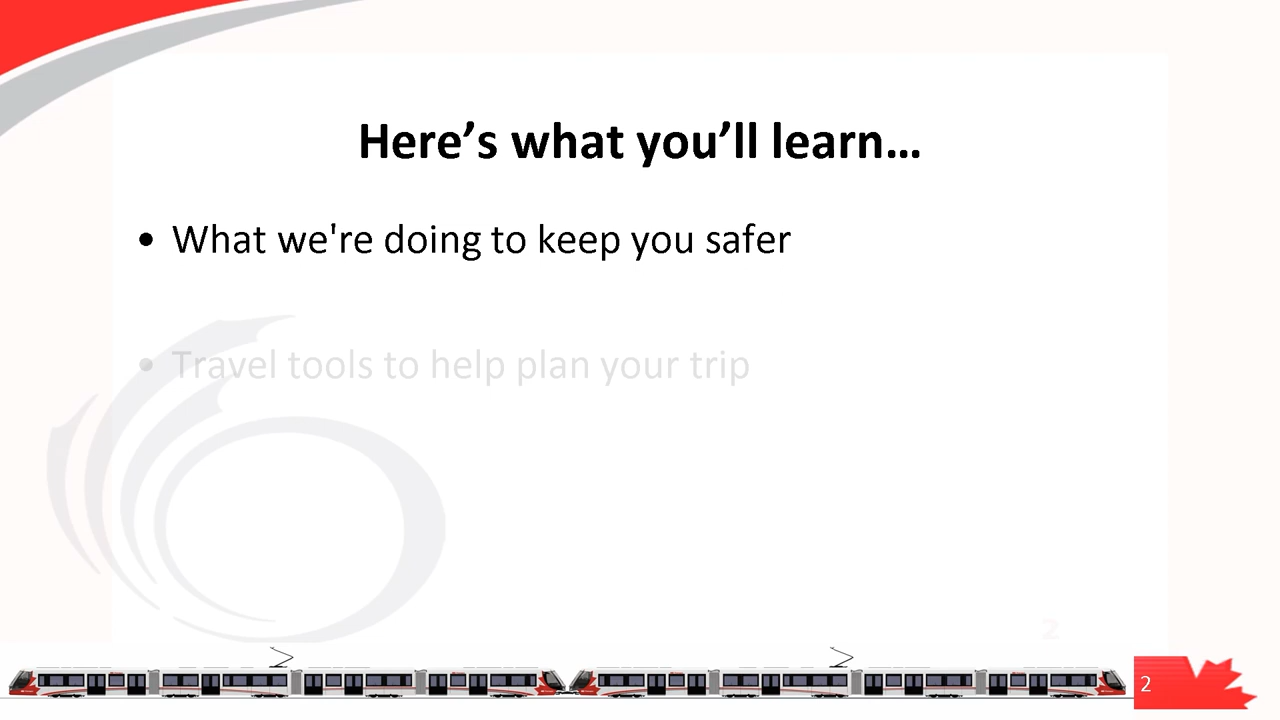 Here’s what you’ll learn…
• What we're doing to keep you safer
• Travel tools to help plan your trip
2
2